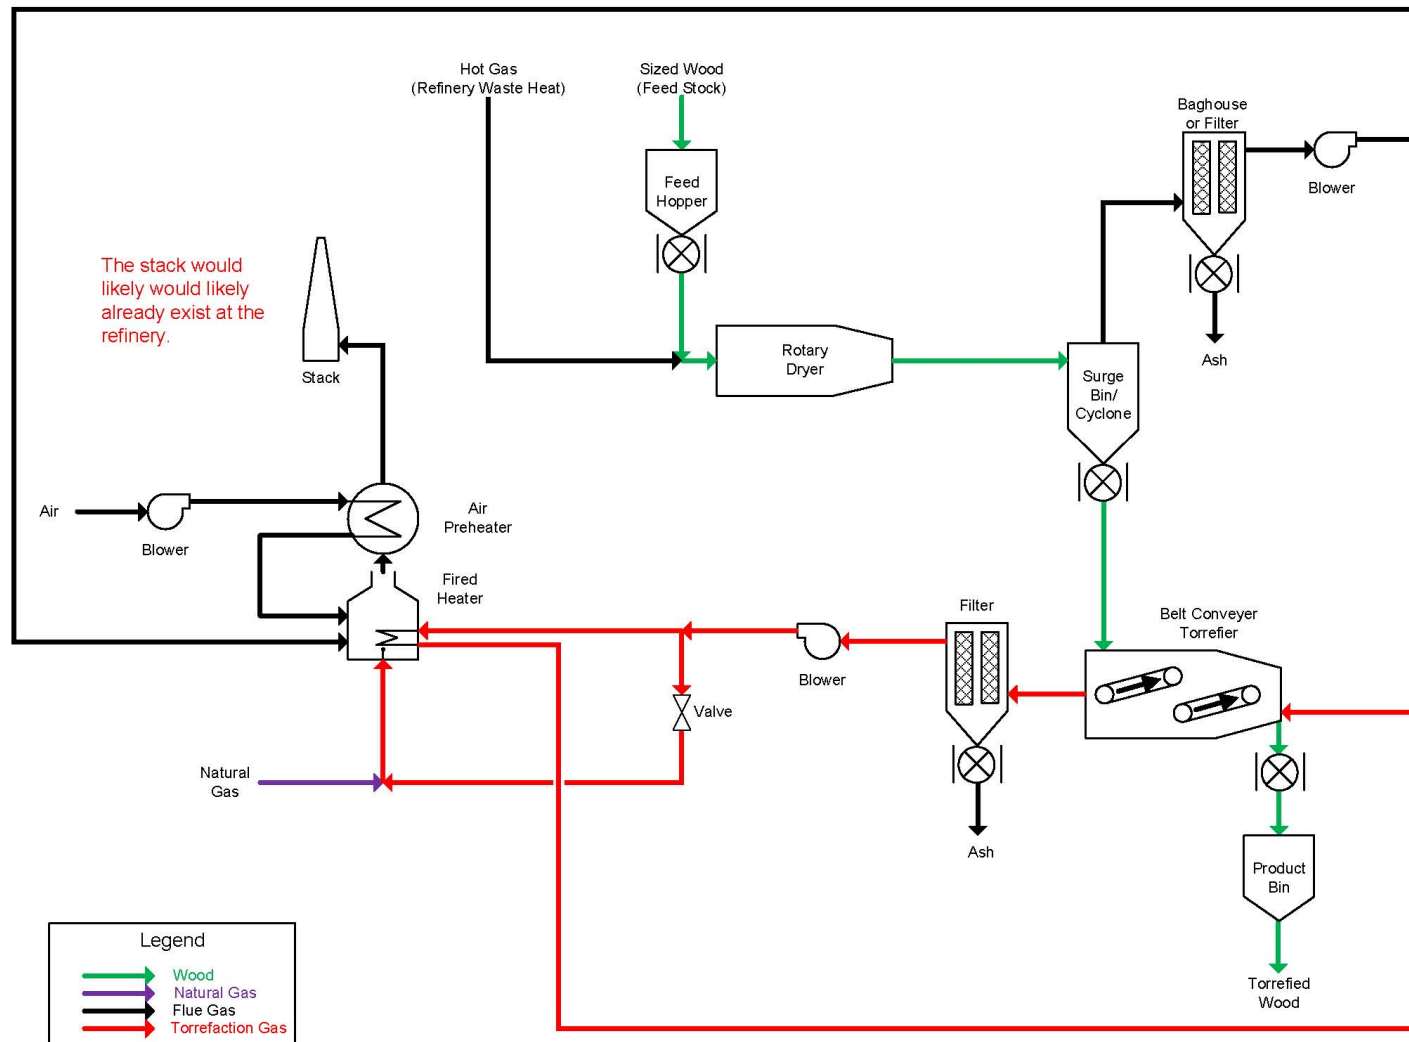 Hot Gas
(Refinery Waste Heat)
Sized Wood
(Feed Stock)
Baghouse
or Filter
Blower
Feed
Hopper
The stack would
likely would likely
already exist at the
refinery.
Stack
Rotary
Dryer
Surge
Bin/
Cyclone
Ash
Air
Blower
Air
Preheater
Fired
Heater
Filter
Blower
Belt Conveyer
Torrefier
Valve
Natural
Gas
Ash
Product
Bin
Torrefied
Wood
Legend
Wood
Natural Gas
Flue Gas
Torrefaction Gas